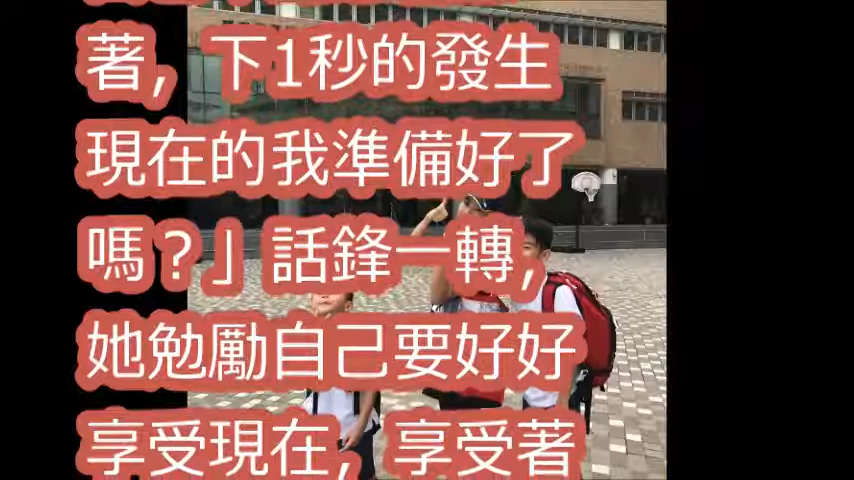 著，下1秒的發生
現在的我準備好了
嗎？」話鋒一轉，
她勉勵自己要好好
享受現在，享受著